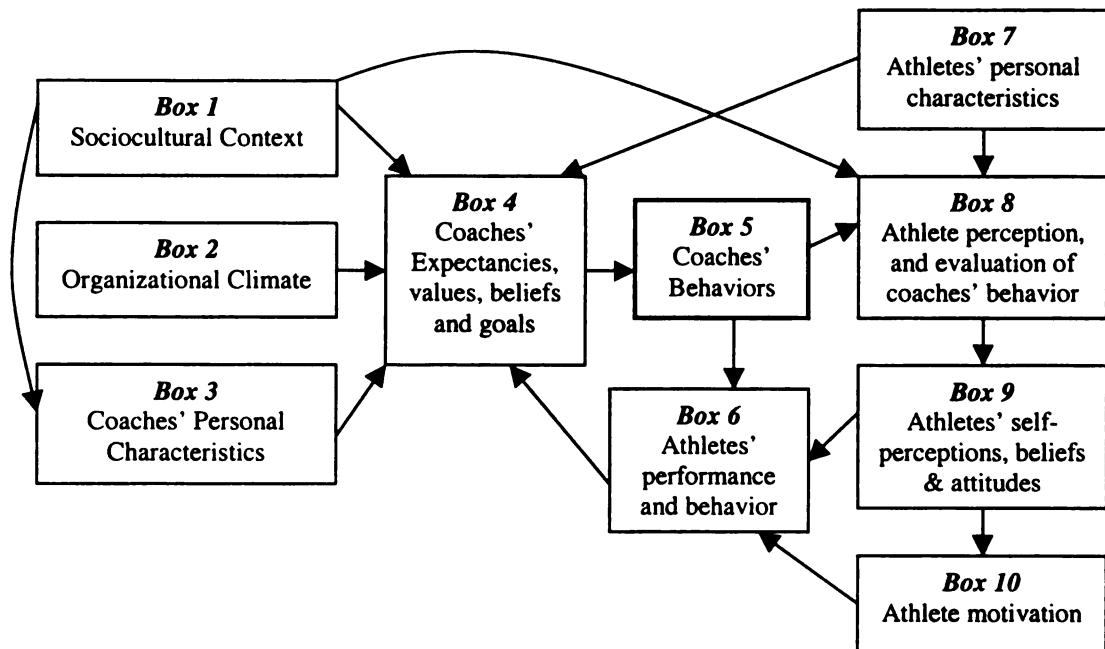 Box 1
Sociocultural Context
Box 2
Organizational Climate
Box 3
Coaches' Personal
Characteristics
Box 4
Coaches'
Expectancies,
values, beliefs
and goals
Box 5
Coaches'
Behaviors
Box 6
Athletes'
performance
and behavior
Box 7
Athletes' personal
characteristics
Box 8
Athlete perception,
and evaluation of
coaches' behavior
Box 9
Athletes' self-
perceptions, beliefs
& attitudes
Box 10
Athlete motivation